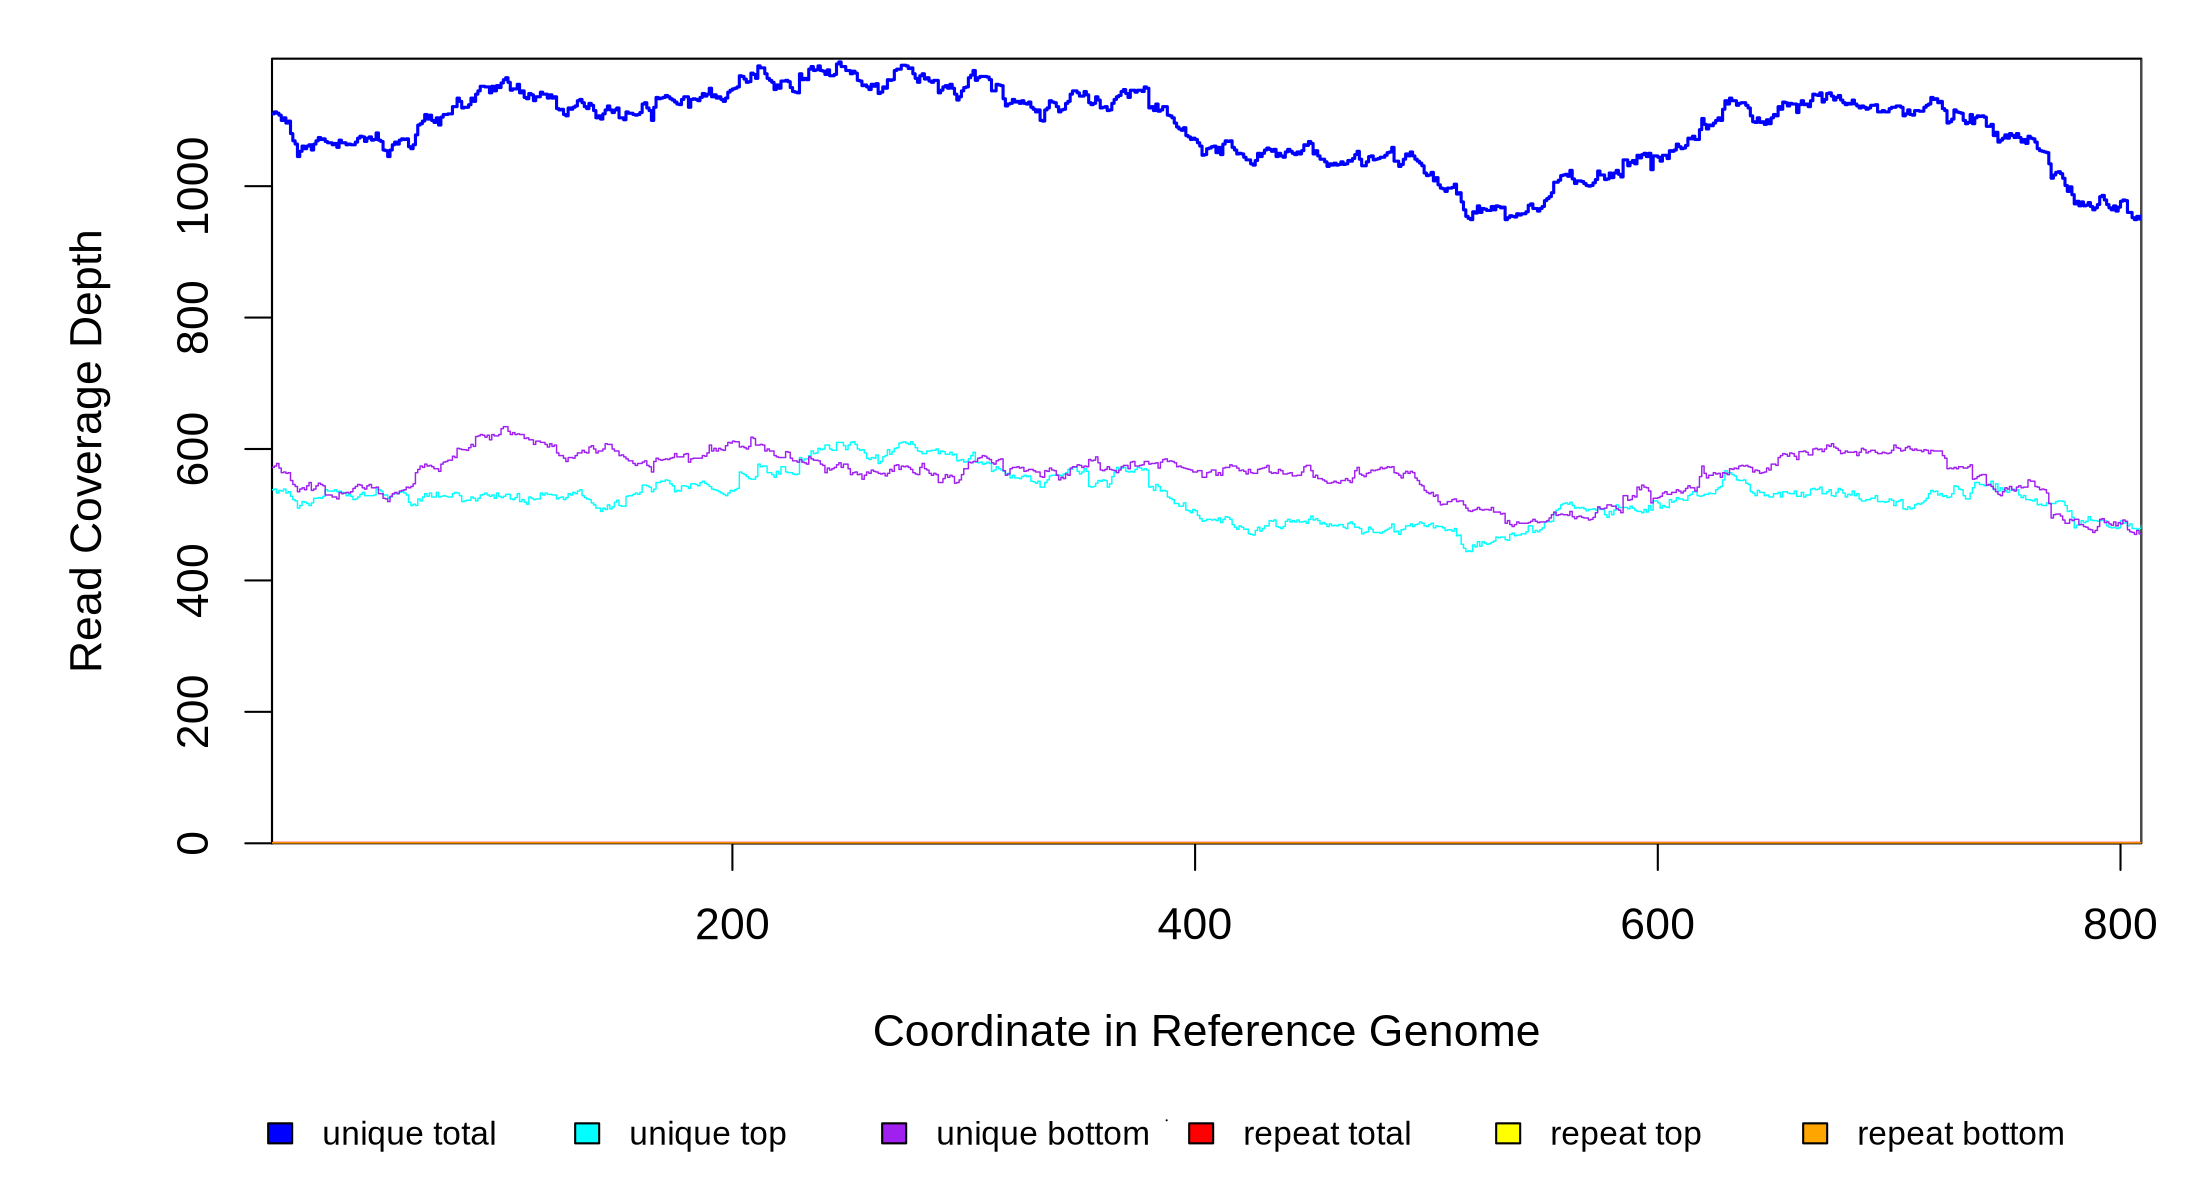 Read Coverage Depth
1000
800
600
400
200
0
200 400 600 800
Coordinate in Reference Genome
unique total unique top unique bottom repeat total repeat top repeat bottom